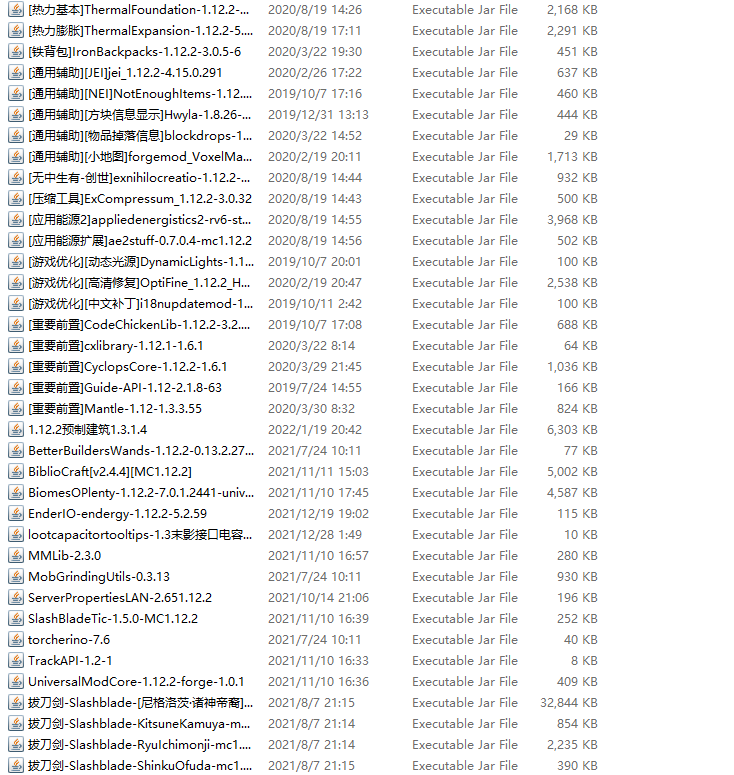 [热力基本]ThermalFoundation-1.12.2-... 2020/8/19 14:26 Executable Jar File 2,168 KB
[热力膨胀]ThermalExpansion-1.12.2-5.... 2020/8/19 17:11 Executable Jar File 2,291 KB
[铁背包]IronBackpacks-1.12.2-3.0.5-6 2020/3/22 19:30 Executable Jar File 451 KB
[通用辅助][JEI]jei_1.12.2-4.15.0.291 2020/2/26 17:22 Executable Jar File 637 KB
[通用辅助][NEI]NotEnoughItems-1.12.... 2019/10/7 17:16 Executable Jar File 460 KB
[通用辅助][方块信息显示]Hwyla-1.8.26-... 2019/12/31 13:13 Executable Jar File 444 KB
[通用辅助][物品掉落信息]blockdrops-1... 2020/3/22 14:52 Executable Jar File 29 KB
[通用辅助][小地图]forgemod_VoxelMa... 2020/2/19 20:11 Executable Jar File 1,713 KB
[无中生有-创世]exnihilocreatio-1.12.2-... 2020/8/19 14:44 Executable Jar File 932 KB
[压缩工具]ExCompressum_1.12.2-3.0.32 2020/8/19 14:43 Executable Jar File 500 KB
[应用能源2]appliedenergistics2-rv6-st... 2020/8/19 14:55 Executable Jar File 3,968 KB
[应用能源扩展]ae2stuff-0.7.0.4-mc1.12.2 2020/8/19 14:56 Executable Jar File 502 KB
[游戏优化][动态光源]DynamicLights-1.1... 2019/10/7 20:01 Executable Jar File 100 KB
[游戏优化][高清修复]OptiFine_1.12.2_H... 2020/2/19 20:47 Executable Jar File 2,538 KB
[游戏优化][中文补丁]i18nupdatemod-1... 2019/10/11 2:42 Executable Jar File 100 KB
[重要前置]CodeChickenLib-1.12.2-3.2.... 2019/10/7 17:08 Executable Jar File 688 KB
[重要前置]cxlibrary-1.12.1-1.6.1 2020/3/22 8:14 Executable Jar File 64 KB
[重要前置]CyclopsCore-1.12.2-1.6.1 2020/3/29 21:45 Executable Jar File 1,036 KB
[重要前置]Guide-API-1.12-2.1.8-63 2019/7/24 14:55 Executable Jar File 166 KB
[重要前置]Mantle-1.12-1.3.3.55 2020/3/30 8:32 Executable Jar File 824 KB
1.12.2预制建筑1.3.1.4 2022/1/19 20:42 Executable Jar File 6,303 KB
BetterBuildersWands-1.12.2-0.13.2.27... 2021/7/24 10:11 Executable Jar File 77 KB
BiblioCraft[v2.4.4][MC1.12.2] 2021/11/11 15:03 Executable Jar File 5,002 KB
BiomesOPlenty-1.12.2-7.0.1.2441-univ... 2021/11/10 17:45 Executable Jar File 4,587 KB
EnderIO-endergy-1.12.2-5.2.59 2021/12/19 19:02 Executable Jar File 115 KB
lootcapacitortooltips-1.3末影接口电容... 2021/12/28 1:49 Executable Jar File 10 KB
MMLib-2.3.0 2021/11/10 16:57 Executable Jar File 280 KB
MobGrindingUtils-0.3.13 2021/7/24 10:11 Executable Jar File 930 KB
ServerPropertiesLAN-2.651.12.2 2021/10/14 21:06 Executable Jar File 196 KB
SlashBladeTic-1.5.0-MC1.12.2 2021/11/10 16:39 Executable Jar File 252 KB
torcherino-7.6 2021/7/24 10:11 Executable Jar File 40 KB
TrackAPI-1.2-1 2021/11/10 16:33 Executable Jar File 8 KB
UniversalModCore-1.12.2-forge-1.0.1 2021/11/10 16:36 Executable Jar File 409 KB
拔刀剑-Slashblade-[尼格洛茨·诸神帝裔]... 2021/8/7 21:15 Executable Jar File 32,844 KB
拔刀剑-Slashblade-KitsuneKamuya-m... 2021/8/7 21:14 Executable Jar File 854 KB
拔刀剑-Slashblade-RyuIchimonji-mc1.... 2021/8/7 21:14 Executable Jar File 2,235 KB
拔刀剑-Slashblade-ShinkuOfuda-mc1.... 2021/8/7 21:15 Executable Jar File 390 KB